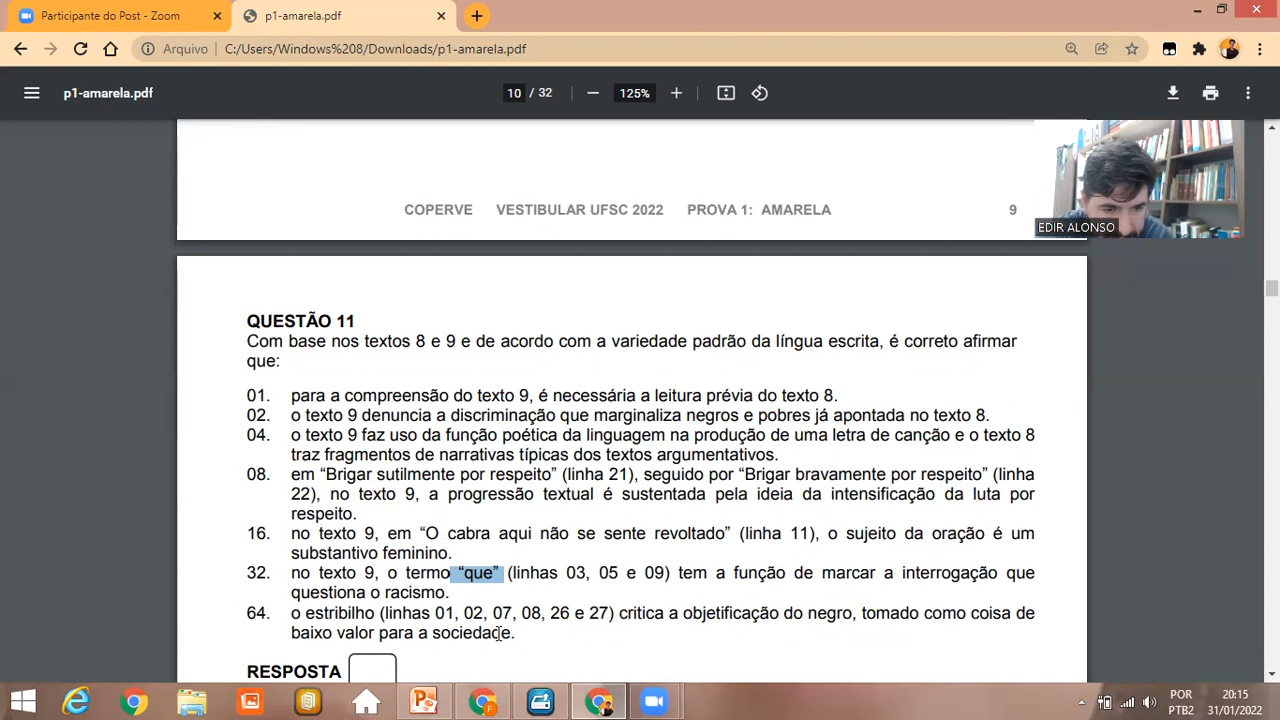 Participante do Post - Zoom
p1-amarela.pdf
Arquivo C:/Users/Windows%208/Downloads/p1-amarela.pdf
p1-amarela.pdf
10 / 32
125%
COPERVE VESTIBULAR UFSC 2022 PROVA 1: AMARELA 9
EDIR ALONSO
QUESTÃO 11
Com base nos textos 8 e 9 e de acordo com a variedade padrão da língua escrita, é correto afirmar
que:
01. para a compreensão do texto 9, é necessária a leitura prévia do texto 8.
02. o texto 9 denuncia a discriminação que marginaliza negros e pobres já apontada no texto 8.
04. o texto 9 faz uso da função poética da linguagem na produção de uma letra de canção e o texto 8
traz fragmentos de narrativas típicas dos textos argumentativos.
08. em “Brigar sutilmente por respeito” (linha 21), seguido por “Brigar bravamente por respeito” (linha
22), no texto 9, a progressão textual é sustentada pela ideia da intensificação da luta por
respeito.
16. no texto 9, em “O cabra aqui não se sente revoltado” (linha 11), o sujeito da oração é um
substantivo feminino.
32. no texto 9, o termo “que” (linhas 03, 05 e 09) tem a função de marcar a interrogação que
questiona o racismo.
64. o estribilho (linhas 01, 02, 07, 08, 26 e 27) critica a objetificação do negro, tomado como coisa de
baixo valor para a sociedade.
RESPOSTA
POR
PTB2
20:15
31/01/2022